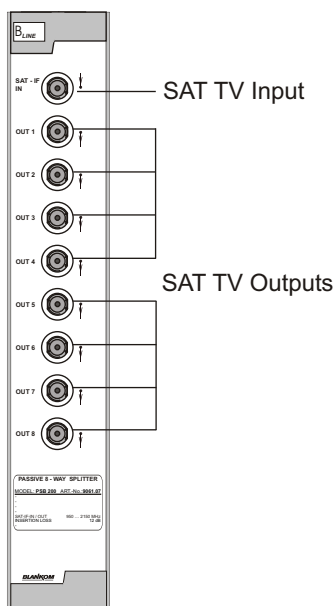 BLINE
SAT - IF
IN
SAT TV Input
OUT 1
OUT 2
OUT 3
OUT 4
SAT TV Outputs
OUT 5
OUT 6
OUT 7
OUT 8
PASSIVE 8 - WAY SPLITTER
MODEL: PSB 200 ART.-No.:9061.07
SAT-IF-IN / OUT 950 ... 2150 MHz
INSERTION LOSS 12 dB
BLANKOM